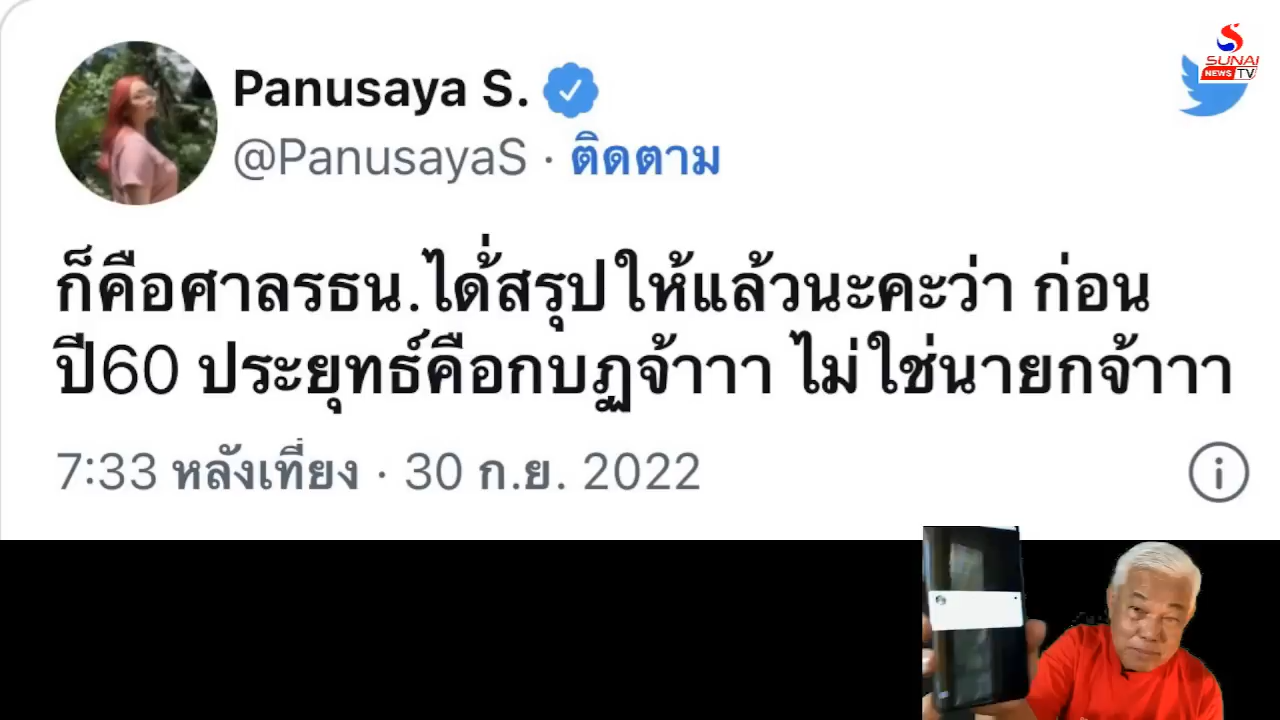 SUNAI
NEWS TV
Panusaya S.
@PanusayaS · ติดตาม
ก็คือศาลรธน.ได้่สรุปให้แล้วนะคะว่า ก่อน
ปี60 ประยุทธ์คือกบฏจ้าาา ไม่ใช่นายกจ้าาา
7:33 หลังเที่ยง · 30 ก.ย. 2022